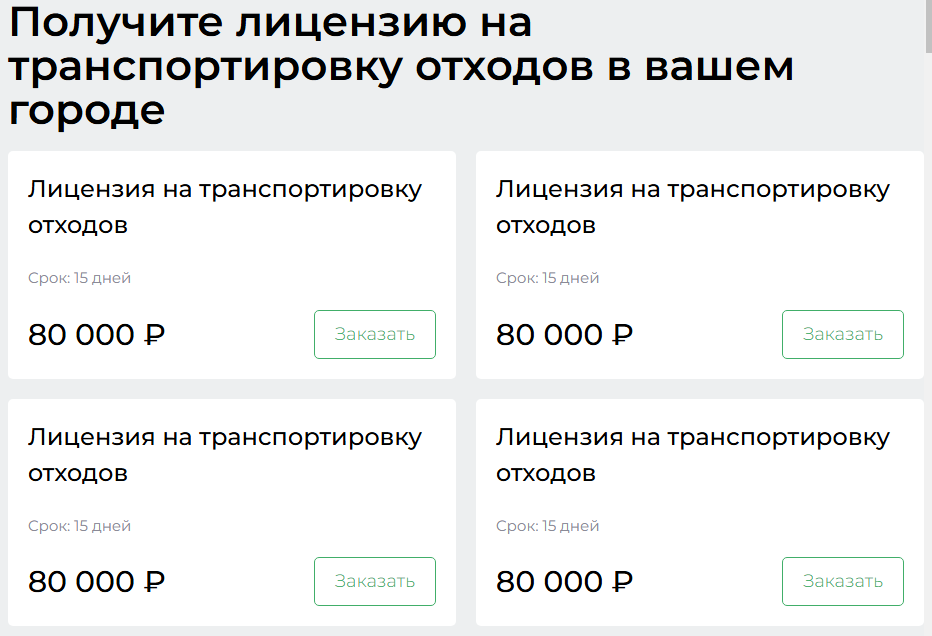 Получите лицензию на
транспортировку отходов в вашем
городе
Лицензия на транспортировку
отходов
Срок: 15 дней
80 000 ₽
Заказать
Лицензия на транспортировку
отходов
Срок: 15 дней
80 000 ₽
Заказать
Лицензия на транспортировку
отходов
Срок: 15 дней
80 000 ₽
Заказать
Лицензия на транспортировку
отходов
Срок: 15 дней
80 000 ₽
Заказать